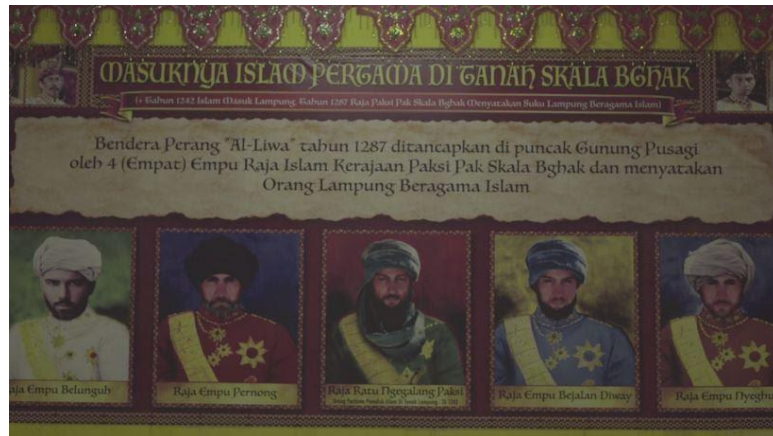 MASUKNYA ISLAM PERTAMA DI TANAH SKALA BGHAK
(± Tahun 1242 Islam Masuk Lampung, Tahun 1287 Raja Paksi Pak Skala Bghak Menyatakan Suku Lampung Beragama Islam)
Bendera Perang "Al-Liwa" tahun 1287 ditancapkan di puncak Gunung Pusagi
oleh 4 (Empat) Empu Raja Islam Kerajaan Paksi Pak Skala Bghak dan menyatakan
Orang Lampung Beragama Islam
aja Empu Belunguh
Raja Empu Pernong
Raja Ratu Ngegalang Paksi
Raja Empu Bejalan Diway
Raja Empu Nyeghu